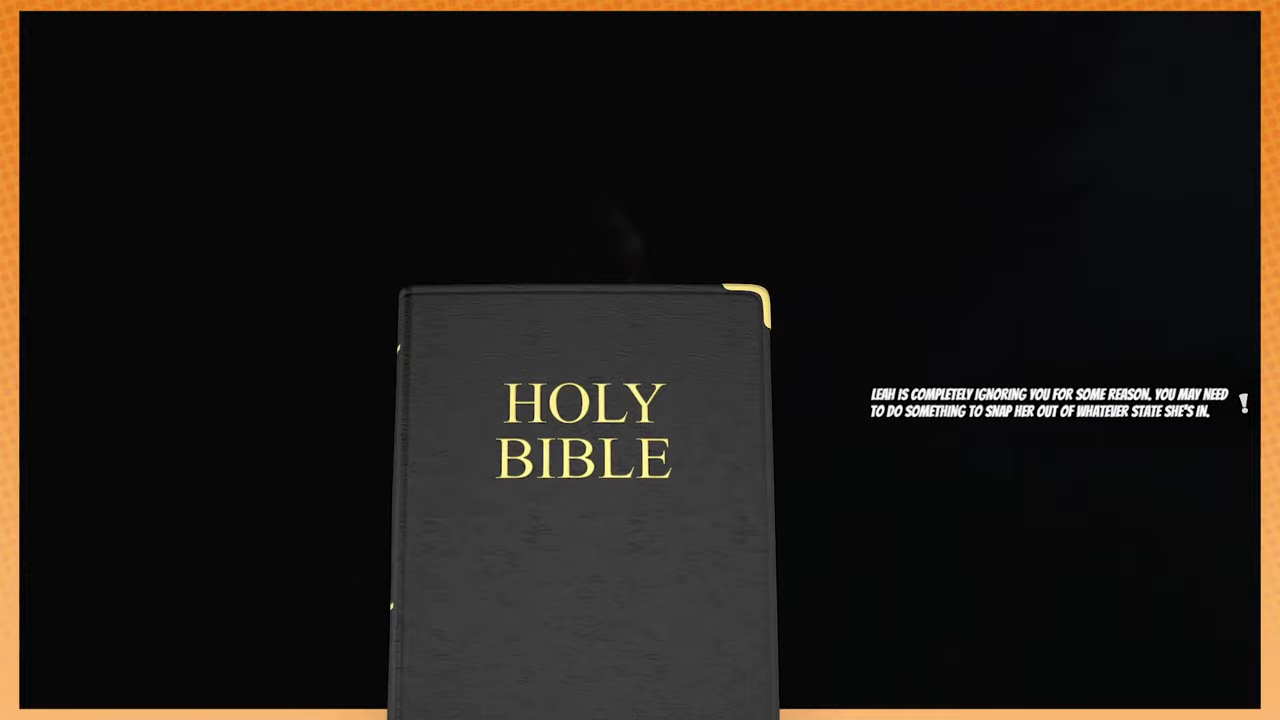 HOLY
BIBLE
LEAH IS COMPLETELY IGNORING YOU FOR SOME REASON. YOU MAY NEED
TO DO SOMETHING TO SNAP HER OUT OF WHATEVER STATE SHE'S IN. !